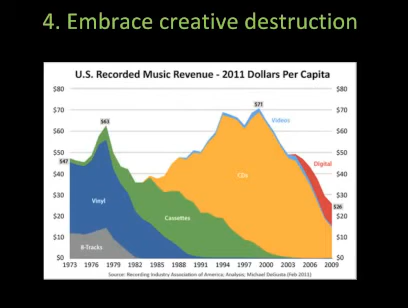 4. Embrace creative destruction
U.S. Recorded Music Revenue - 2011 Dollars Per Capita
$80 $80
$70 $71 $70
Videos
$63
$60 $60
$50 $50
$47
Digital
$40 $40
CDs
$30 $30
Vinyl
$26
$20 Cassettes $20
$10 8-Tracks $10
$0 $0
1973 1976 1979 1982 1985 1988 1991 1994 1997 2000 2003 2006 2009
Source: Recording Industry Association of America; Analysis, Michael DeGusta (Feb 2011)